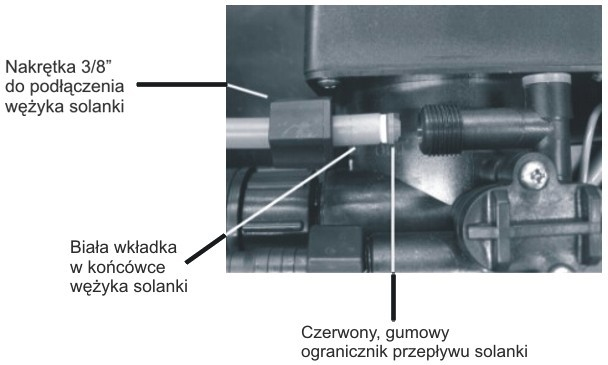 Nakrętka 3/8”
do podłączenia
wężyka solanki
Biała wkładka
w końcówce
wężyka solanki
Czerwony, gumowy
ogranicznik przepływu solanki